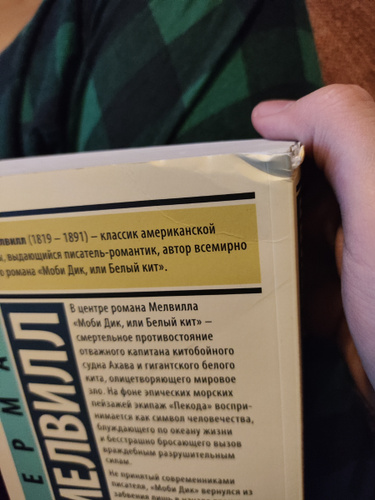 лвилл (1819 – 1891) – классик американской
ы, выдающийся писатель-романтик, автор всемирно
о романа «Моби Дик, или Белый кит».
ЕРМА
МЕЛВИЛЛ
В центре романа Мелвилла
«Моби Дик, или Белый кит» –
смертельное противостояние
отважного капитана китобойного
судна Ахава и гигантского белого
кита, олицетворяющего мировое
зло. На фоне эпических морских
пейзажей экипаж «Пекода» воспри-
нимается как символ человечества,
блуждающего по океану жизни
и бесстрашно бросающего вызов
враждебным разрушительным
силам.
Не принятый современниками
писателя, «Моби Дик» вернулся из
забвения лишь в